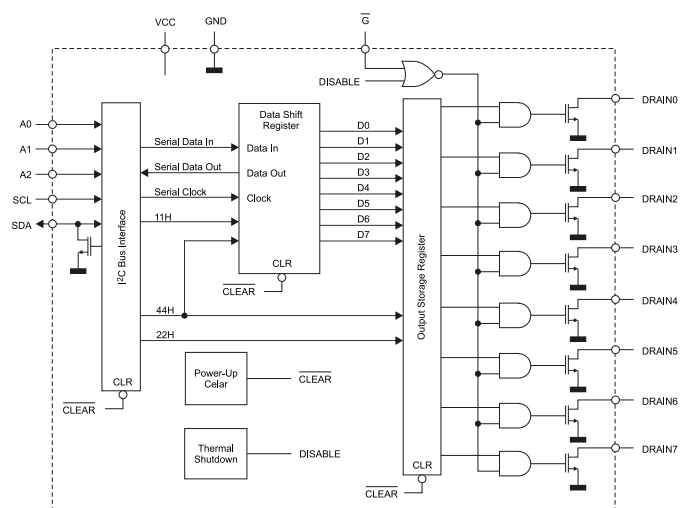 VCC
GND
G
DISABLE
A0
A1
A2
SCL
SDA
I²C Bus Interface
CLR
CLEAR
Serial Data In
Serial Data Out
Serial Clock
11H
44H
22H
Data Shift
Register
Data In
Data Out
Clock
CLR
CLEAR
D0
D1
D2
D3
D4
D5
D6
D7
Power-Up
Celar
CLEAR
Thermal
Shutdown
DISABLE
Output Storage Register
CLR
CLEAR
DRAIN0
DRAIN1
DRAIN2
DRAIN3
DRAIN4
DRAIN5
DRAIN6
DRAIN7